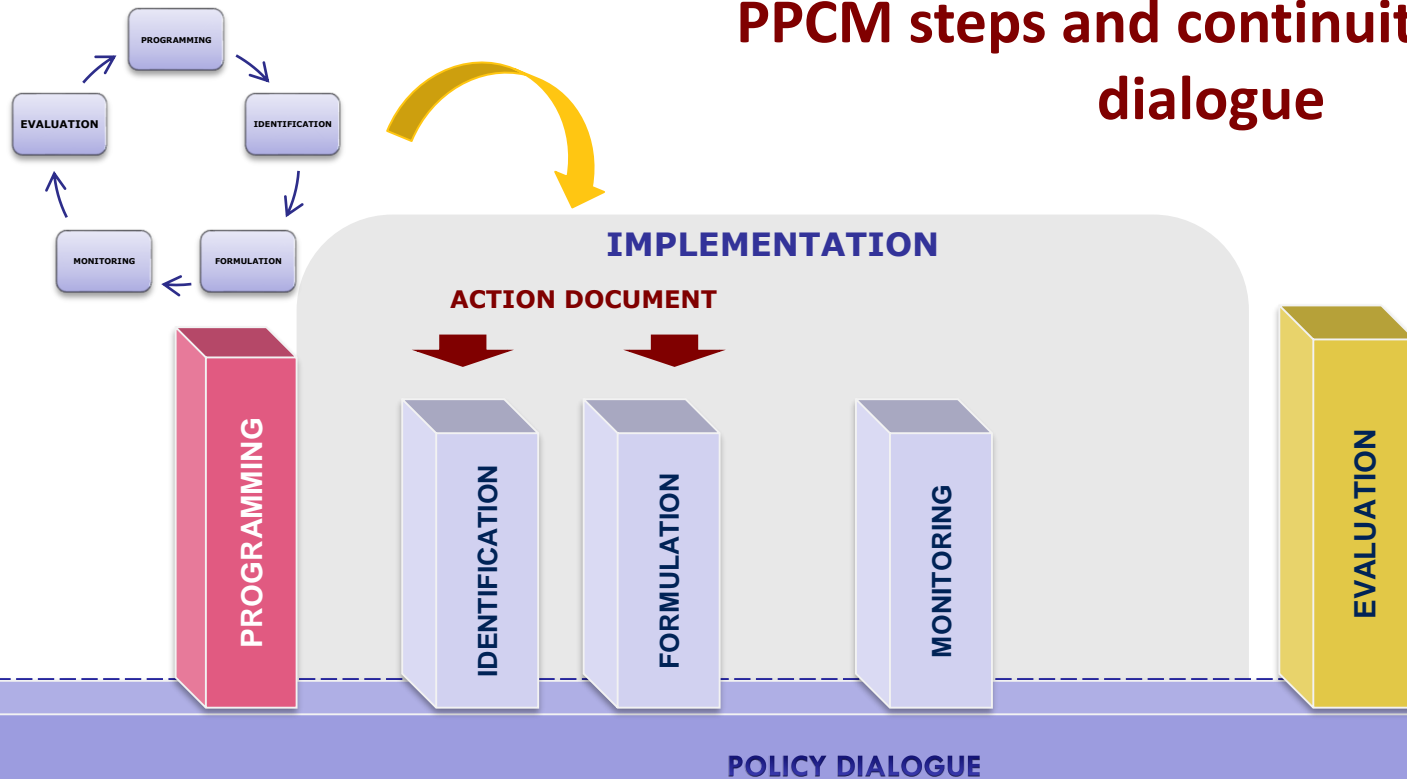 PPCM steps and continuit
dialogue
PROGRAMMING
EVALUATION
IDENTIFICATION
MONITORING
FORMULATION
IMPLEMENTATION
ACTION DOCUMENT
PROGRAMMING
IDENTIFICATION
FORMULATION
MONITORING
EVALUATION
POLICY DIALOGUE